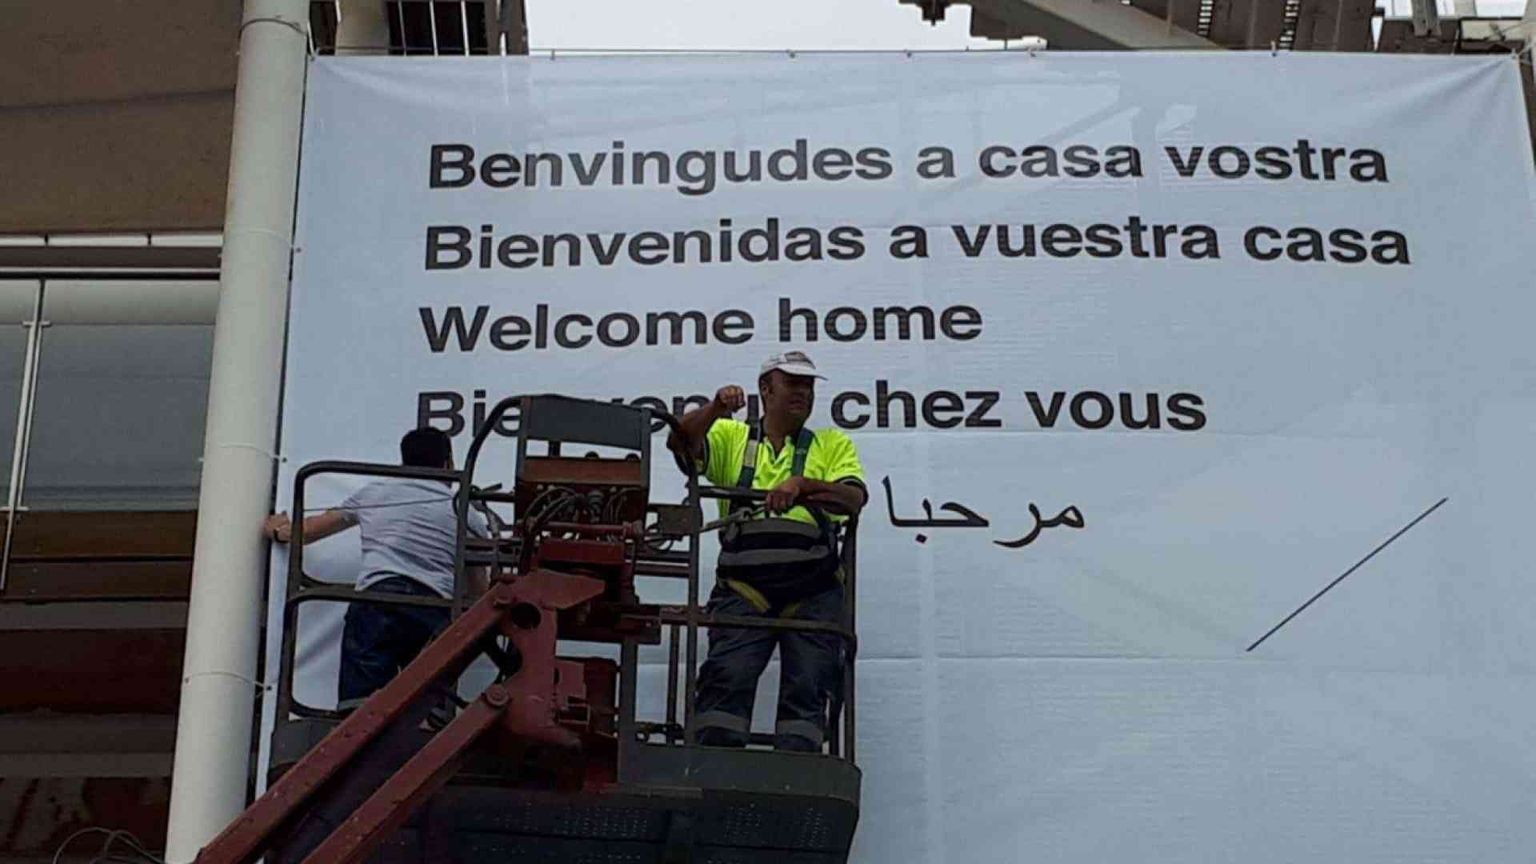 Benvingudes a casa vostra
Bienvenidas a vuestra casa
Welcome home
chez vous
مرحبا